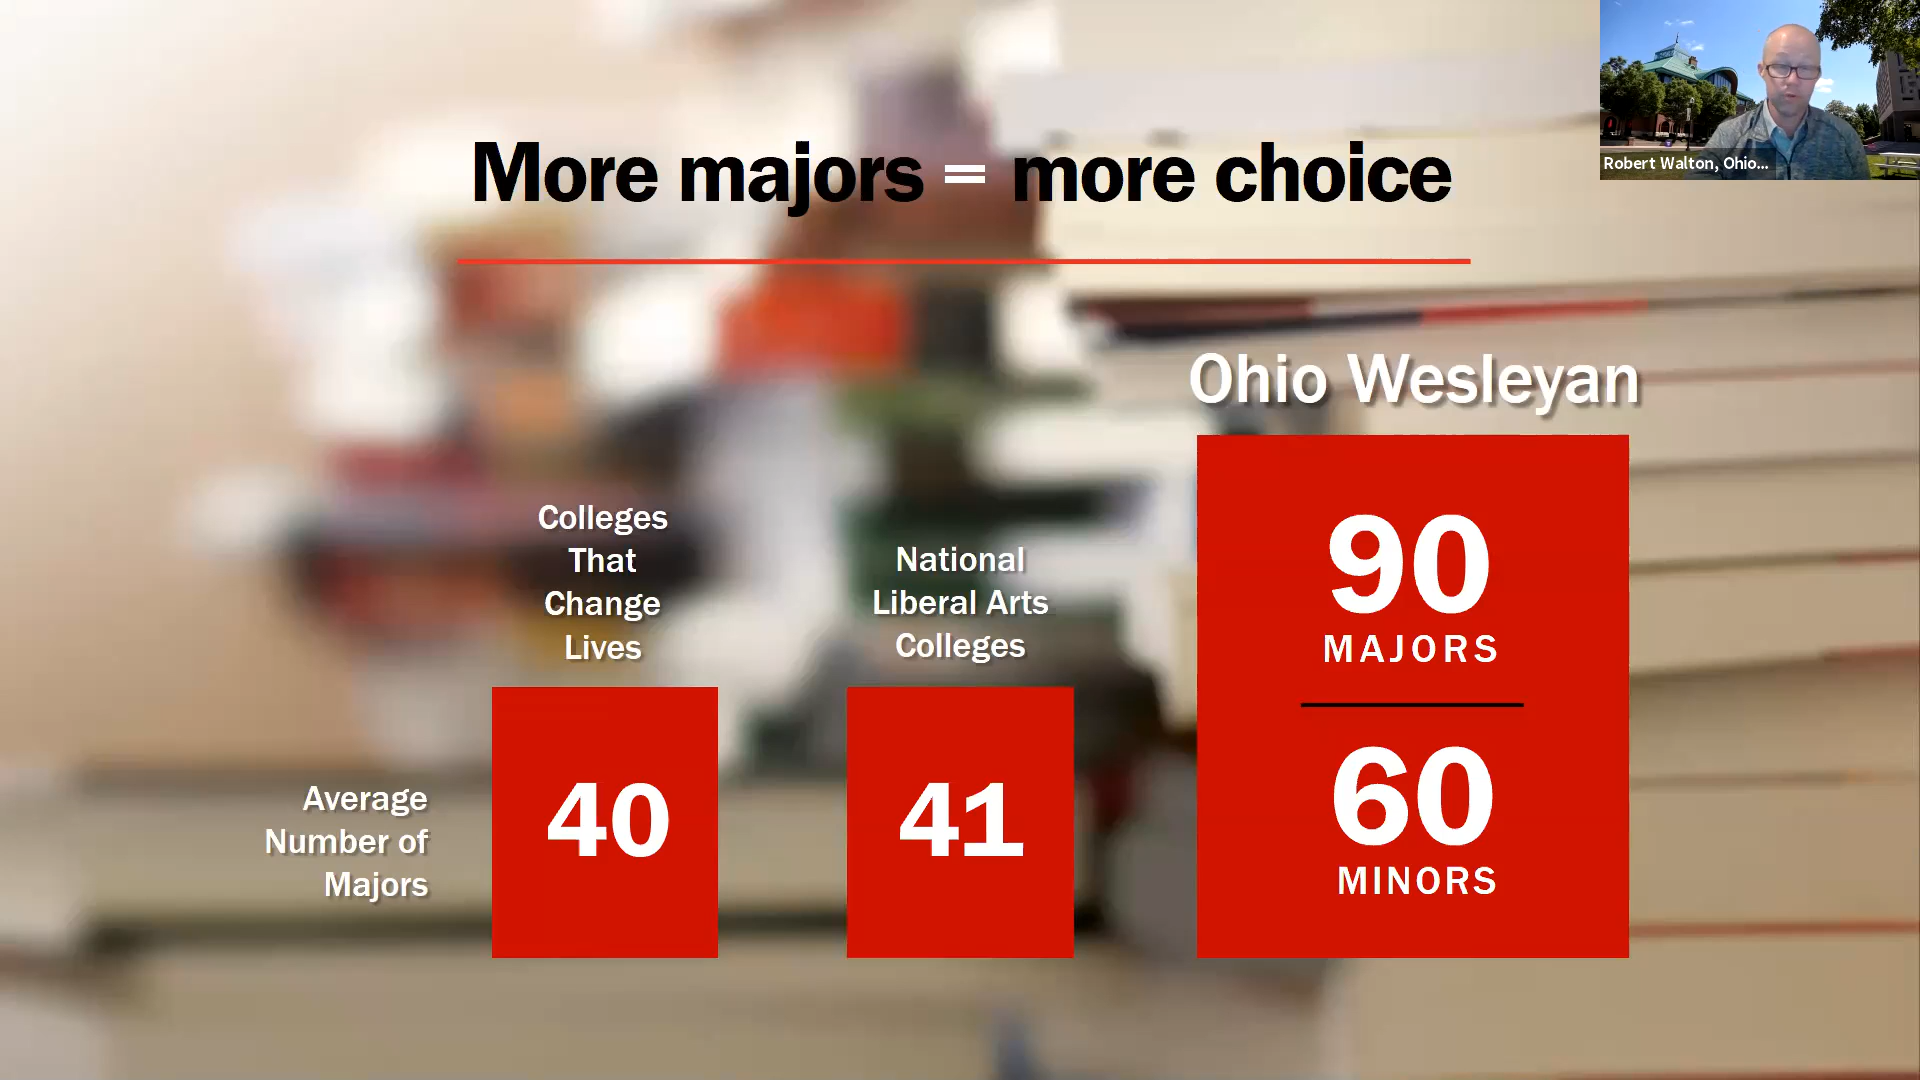 More majors = more choice
Robert Walton, Ohio...
Ohio Wesleyan
Colleges
That
Change
Lives
National
Liberal Arts
Colleges
90
MAJORS
60
MINORS
Average
Number of
Majors
40
41